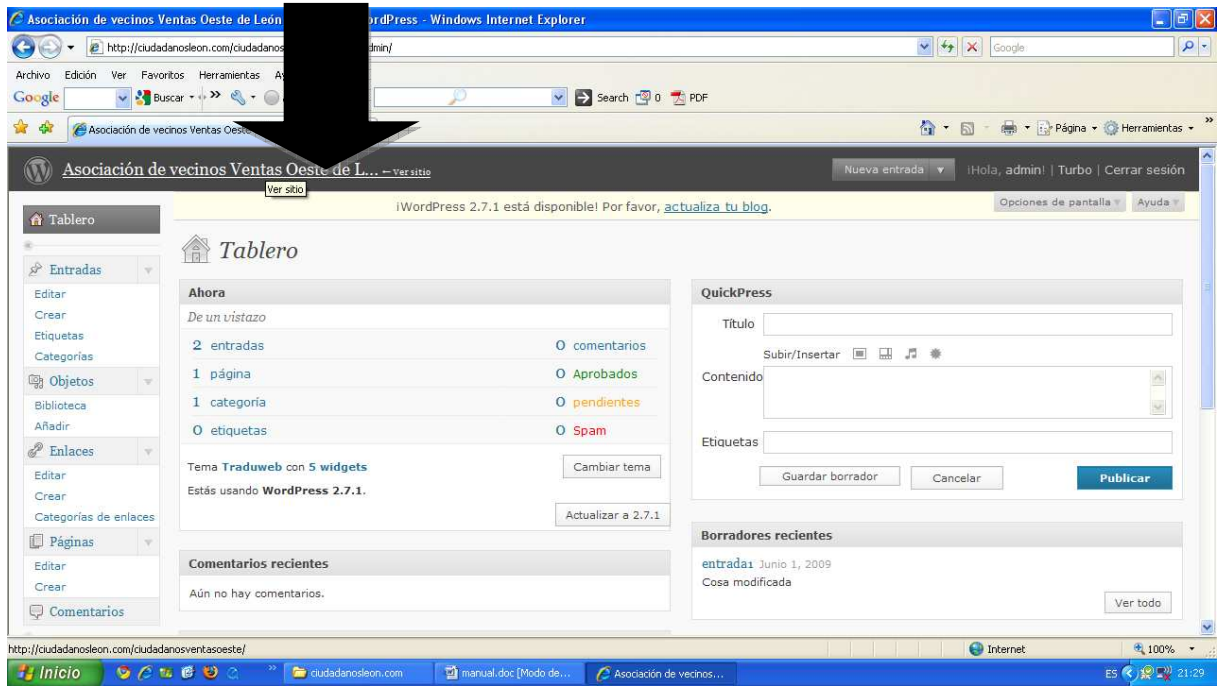 Asociación de vecinos Ventas Oeste de León rdPress - Windows Internet Explorer
http://ciudadanosleon.com/ciudadanos dmin/
Google
Archivo Edición Ver Favoritos Herramientas
Google Buscar Search 0 PDF
Asociación de vecinos Ventas Página Herramientas
Asociación de vecinos Ventas Oeste de L... ← Ver sitio Nueva entrada ¡Hola, admin! | Turbo | Cerrar sesión
Ver sitio
¡WordPress 2.7.1 está disponible! Por favor, actualiza tu blog. Opciones de pantalla Ayuda
Tablero
Entradas
Editar
Crear
Etiquetas
Categorías
Objetos
Biblioteca
Añadir
Enlaces
Editar
Crear
Categorías de enlaces
Páginas
Editar
Crear
Comentarios
Tablero
Ahora
De un vistazo
2 entradas 0 comentarios
1 página 0 Aprobados
1 categoría 0 pendientes
0 etiquetas 0 Spam
Tema Traduweb con 5 widgets Cambiar tema
Estás usando WordPress 2.7.1.
Actualizar a 2.7.1
Comentarios recientes
Aún no hay comentarios.
QuickPress
Título
Subir/Insertar
Contenido
Etiquetas
Guardar borrador Cancelar Publicar
Borradores recientes
entrada1 Junio 1, 2009
Cosa modificada
Ver todo
http://ciudadanosleon.com/ciudadanosventasoeste/ Internet 100%
Inicio ciudadanosleon.com manual.doc [Modo de... Asociación de vecinos... ES 21:29